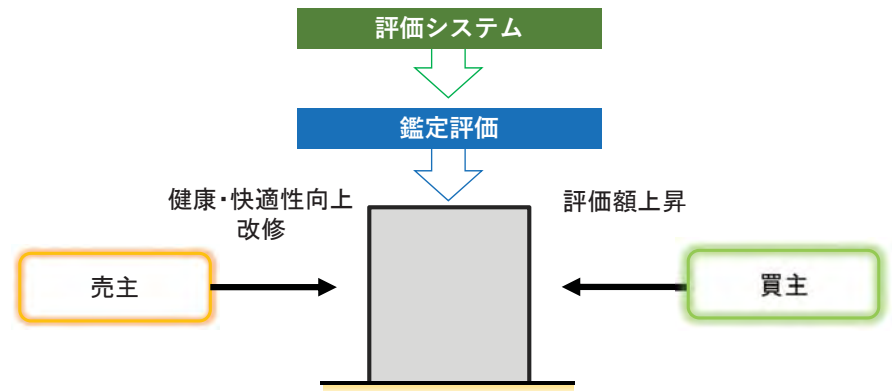 評価システム
鑑定評価
健康・快適性向上
改修
評価額上昇
売主
買主